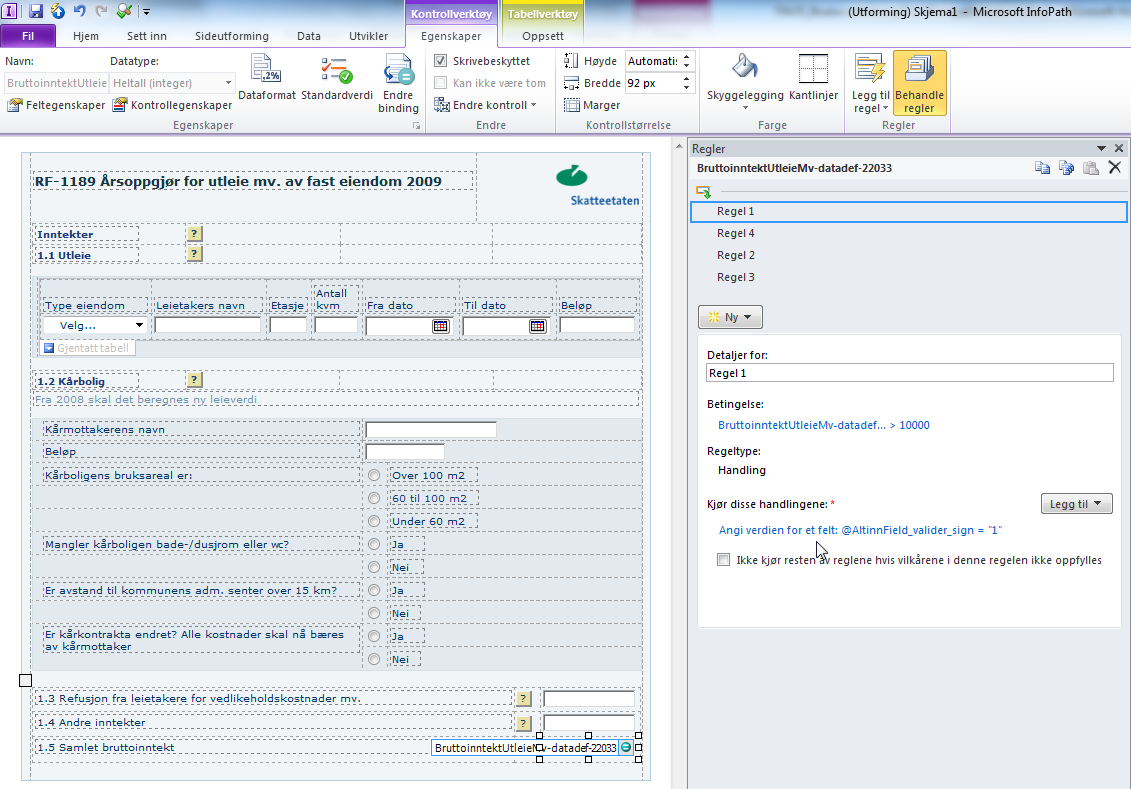 Kontrollverktøy Tabellverktøy (Utforming) Skjema1 - Microsoft InfoPath
Fil Hjem Sett inn Sideutforming Data Utvikler Egenskaper Oppsett
Navn: Datatype:
BruttoinntektUtleie Heltall (integer)
Feltegenskaper Kontrollegenskaper
Dataformat Standardverdi Endre binding
Skrivebeskyttet
Kan ikke være tom
Endre kontroll
Høyde Automatis
Bredde 92 px
Marger
Skyggelegging Kantlinjer
Legg til regel Behandle regler
Egenskaper Endre Kontrollstørrelse Farge Regler
RF-1189 Årsoppgjør for utleie mv. av fast eiendom 2009
Skatteetaten
Inntekter ?
1.1 Utleie ?
Type eiendom Leietakers navn Etasje Antall kvm Fra dato Til dato Beløp
Velg...
Gjentatt tabell
1.2 Kårbolig ?
Fra 2008 skal det beregnes ny leieverdi
Kårmottakerens navn
Beløp
Kårboligens bruksareal er: Over 100 m2
60 til 100 m2
Under 60 m2
Mangler kårboligen bade-/dusjrom eller wc? Ja
Nei
Er avstand til kommunens adm. senter over 15 km? Ja
Nei
Er kårkontrakta endret? Alle kostnader skal nå bæres Ja
av kårmottaker
Nei
1.3 Refusjon fra leietakere for vedlikeholdskostnader mv. ?
1.4 Andre inntekter ?
1.5 Samlet bruttoinntekt BruttoinntektUtleieMv-datadef-22033
Regler
BruttoinntektUtleieMv-datadef-22033
Regel 1
Regel 4
Regel 2
Regel 3
Ny
Detaljer for:
Regel 1
Betingelse:
BruttoinntektUtleieMv-datadef... > 10000
Regeltype:
Handling
Kjør disse handlingene: * Legg til
Angi verdien for et felt: @AltinnField_valider_sign = "1"
Ikke kjør resten av reglene hvis vilkårene i denne regelen ikke oppfylles